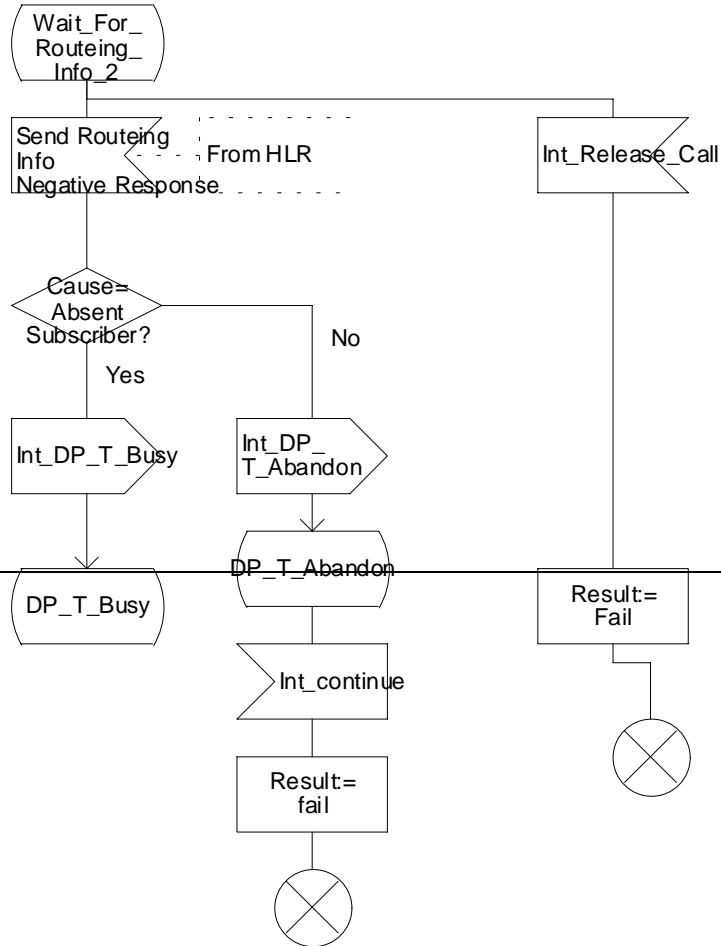 Wait_For_
Routeing_
Info_2
Send Routeing
Info
Negative Response
From HLR
Int_Release_Call
Cause=
Absent
Subscriber?
No
Yes
Int_DP_T_Busy
Int_DP_
T_Abandon
DP_T_Abandon
DP_T_Busy
Result:=
Fail
Int_continue
Result:=
fail